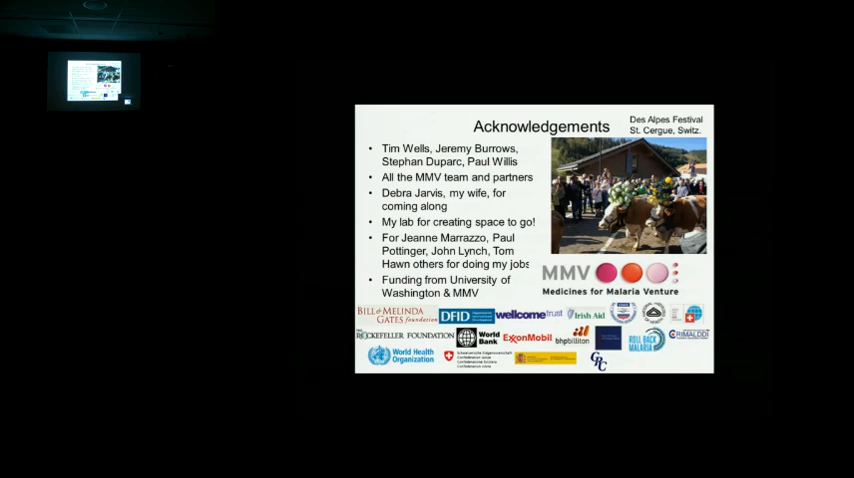 Acknowledgements
Des Alpes Festival
St. Cergue, Switz.
• Tim Wells, Jeremy Burrows,
Stephan Duparc, Paul Willis
• All the MMV team and partners
• Debra Jarvis, my wife, for
coming along
• My lab for creating space to go!
• For Jeanne Marrazzo, Paul
Pottinger, John Lynch, Tom
Hawn others for doing my jobs
• Funding from University of
Washington & MMV
MMV
Medicines for Malaria Venture
BILL & MELINDA
GATES foundation
DFID
wellcometrust
Irish Aid
ROCKEFELLER FOUNDATION
World
Bank
ExxonMobil
bhpbilliton
ROLL BACK
MALARIA
CRIMALDDI
World Health
Organization